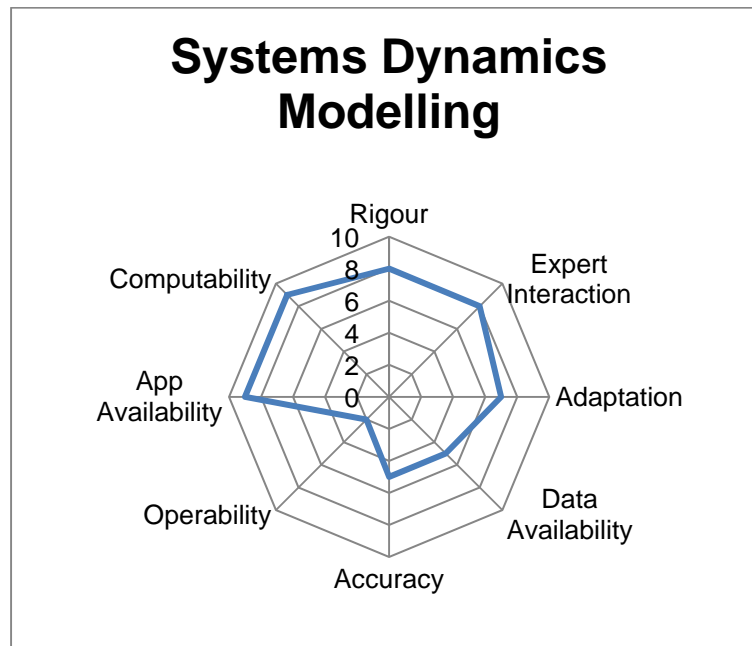 Systems Dynamics
Modelling
Rigour
10
8
6
4
2
0
Expert
Interaction
Adaptation
Data
Availability
Accuracy
Operability
App
Availability
Computability